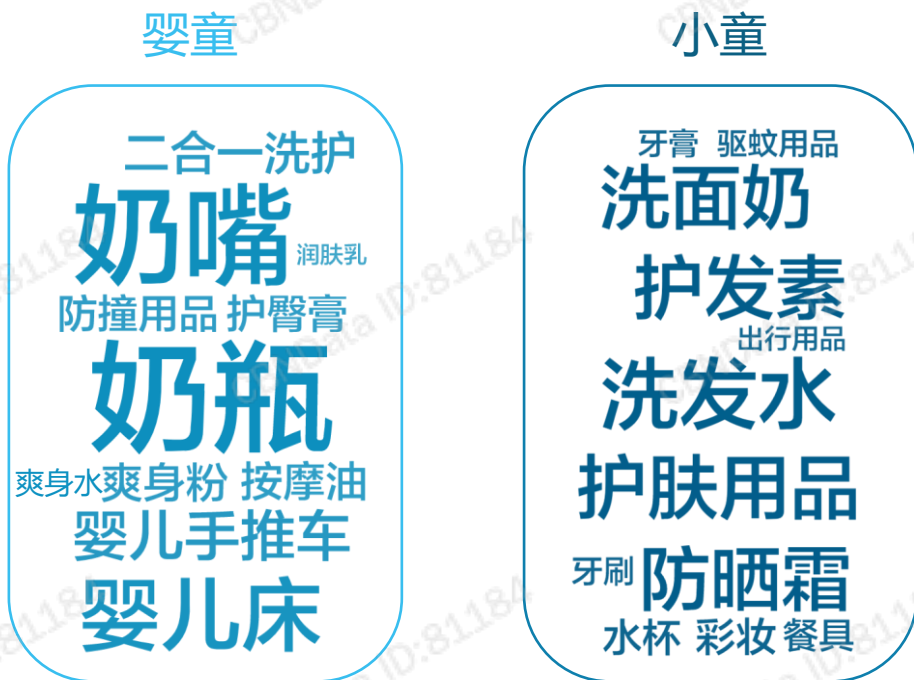 婴童
二合一洗护
奶嘴
润肤乳
防撞用品 护臀膏
奶瓶
爽身水 爽身粉 按摩油
婴儿手推车
婴儿床
小童
牙膏 驱蚊用品
洗面奶
护发素
出行用品
洗发水
护肤用品
牙刷 防晒霜
水杯 彩妆 餐具
CBNData ID:81184